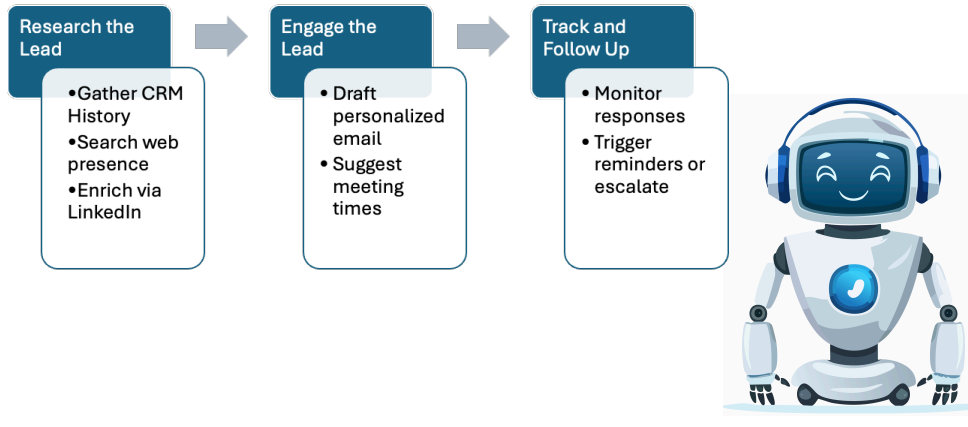 Research the
Lead
•Gather CRM
History
•Search web
presence
•Enrich via
LinkedIn
Engage the
Lead
• Draft
personalized
email
• Suggest
meeting
times
Track and
Follow Up
• Monitor
responses
• Trigger
reminders or
escalate